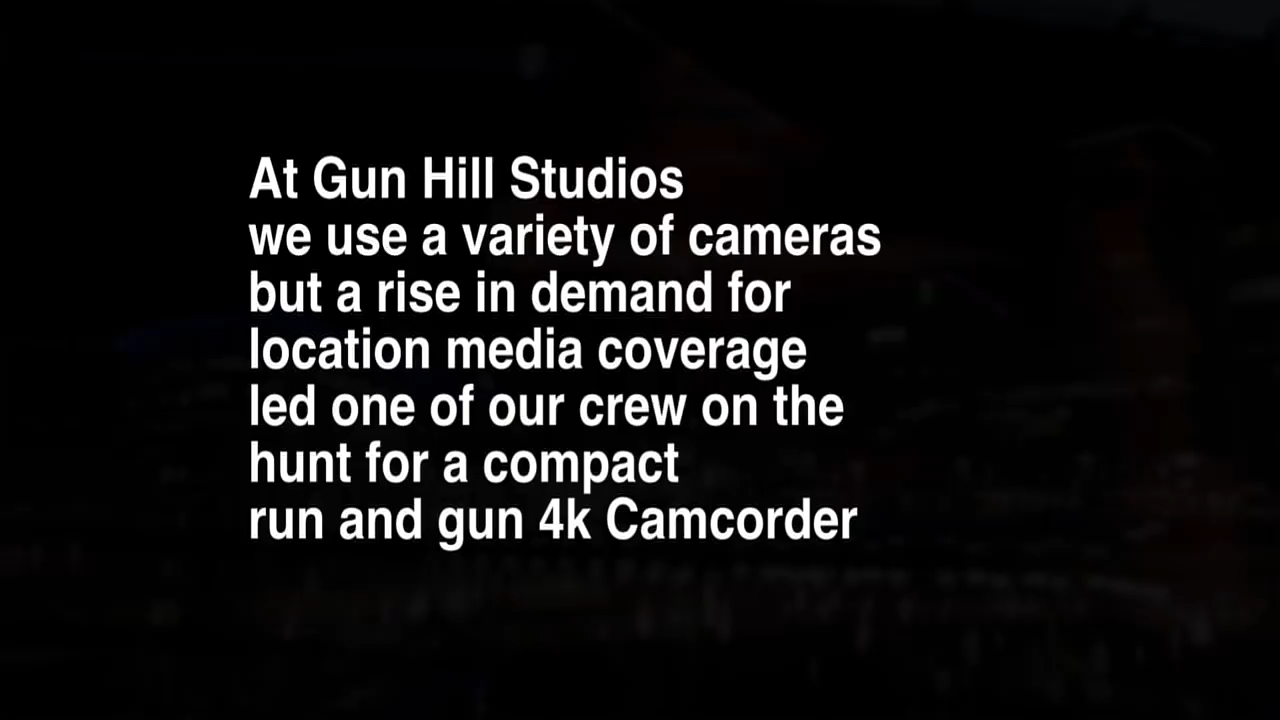 At Gun Hill Studios
we use a variety of cameras
but a rise in demand for
location media coverage
led one of our crew on the
hunt for a compact
run and gun 4k Camcorder